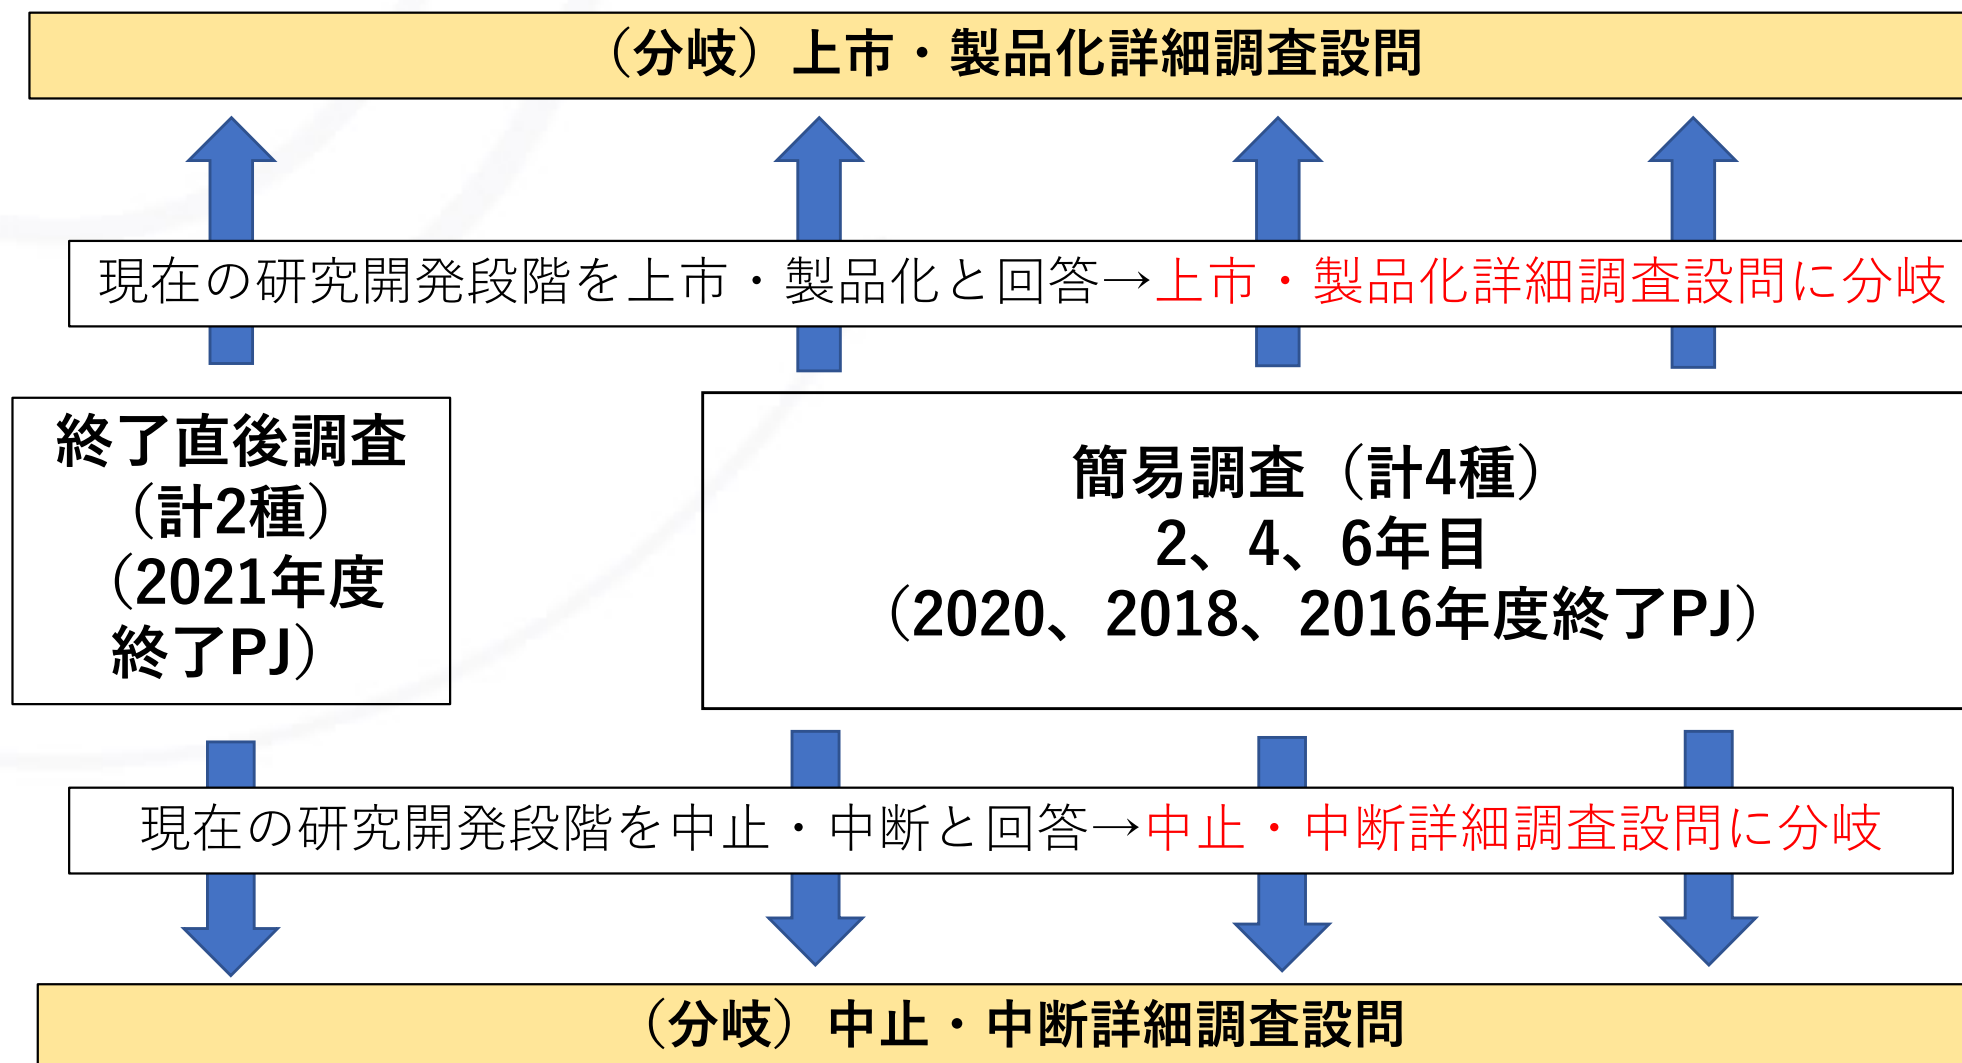 （分岐）上市・製品化詳細調査設問
現在の研究開発段階を上市・製品化と回答→上市・製品化詳細調査設問に分岐
終了直後調査
（計2種）
（2021年度
終了PJ）
簡易調査（計4種）
2、4、6年目
（2020、2018、2016年度終了PJ）
現在の研究開発段階を中止・中断と回答→中止・中断詳細調査設問に分岐
（分岐）中止・中断詳細調査設問